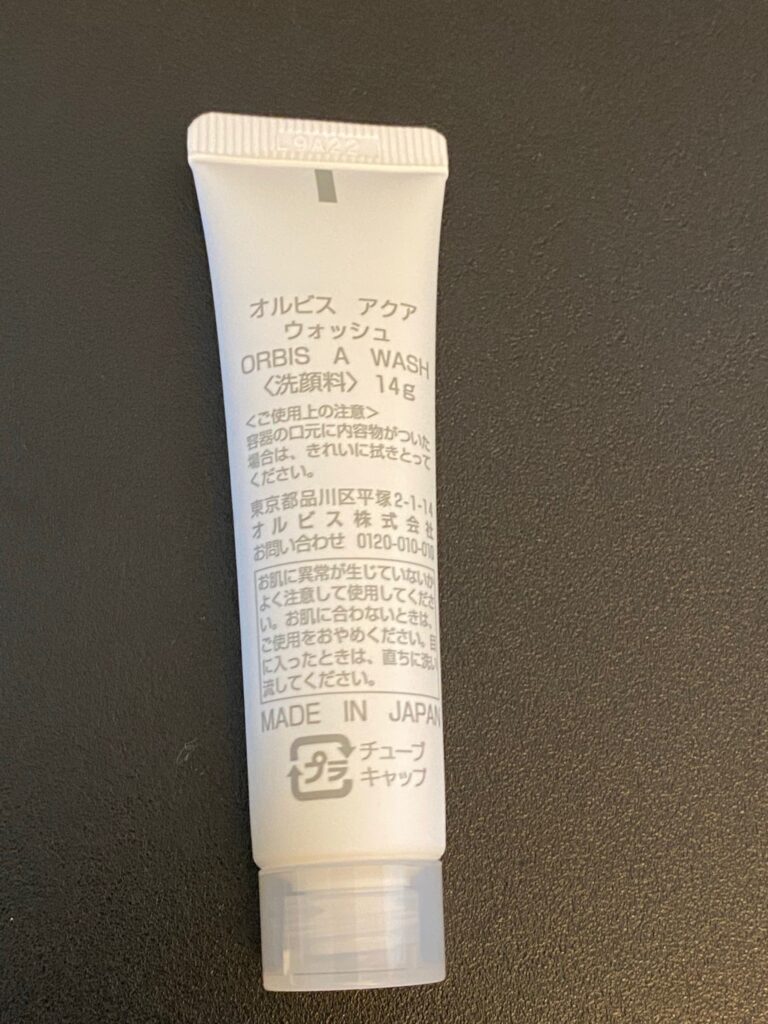 L9A22
オルビス アクア
ウォッシュ
ORBIS A WASH
〈洗顔料〉 14g
<ご使用上の注意>
容器の口元に内容物がついた
場合は、きれいに拭きとって
ください。
東京都品川区平塚2-1-14
オルビス株式会社
お問い合わせ 0120-010-010
お肌に異常が生じていないか
よく注意して使用してくださ
い。お肌に合わないときは、
ご使用をおやめください。目
に入ったときは、直ちに洗い
流してください。
MADE IN JAPAN
プラ チューブ
キャップ